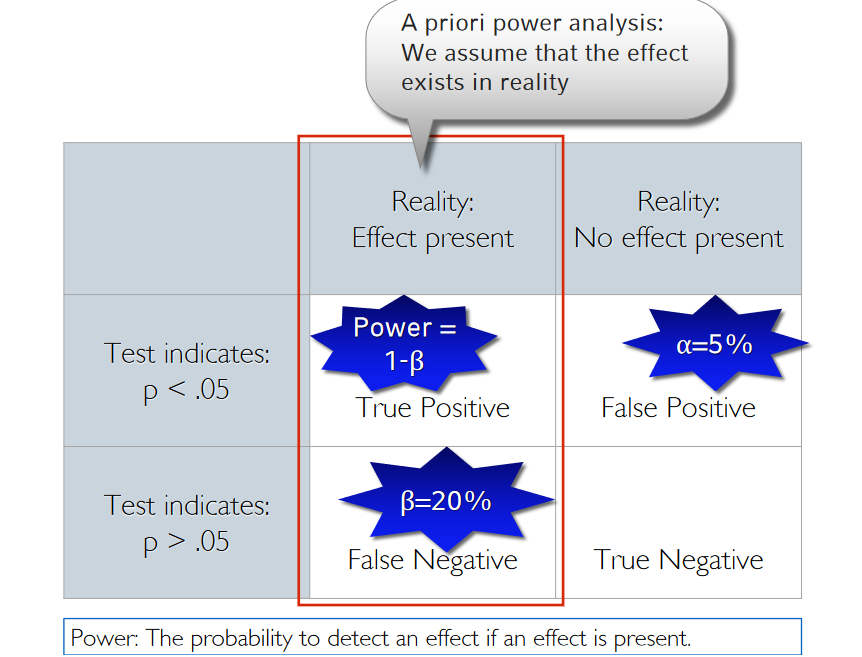 A priori power analysis:
We assume that the effect
exists in reality
Reality:
Effect present
Reality:
No effect present
Test indicates:
p < .05
Power =
1-β
True Positive
α=5%
False Positive
Test indicates:
p > .05
β=20%
False Negative
True Negative
Power: The probability to detect an effect if an effect is present.